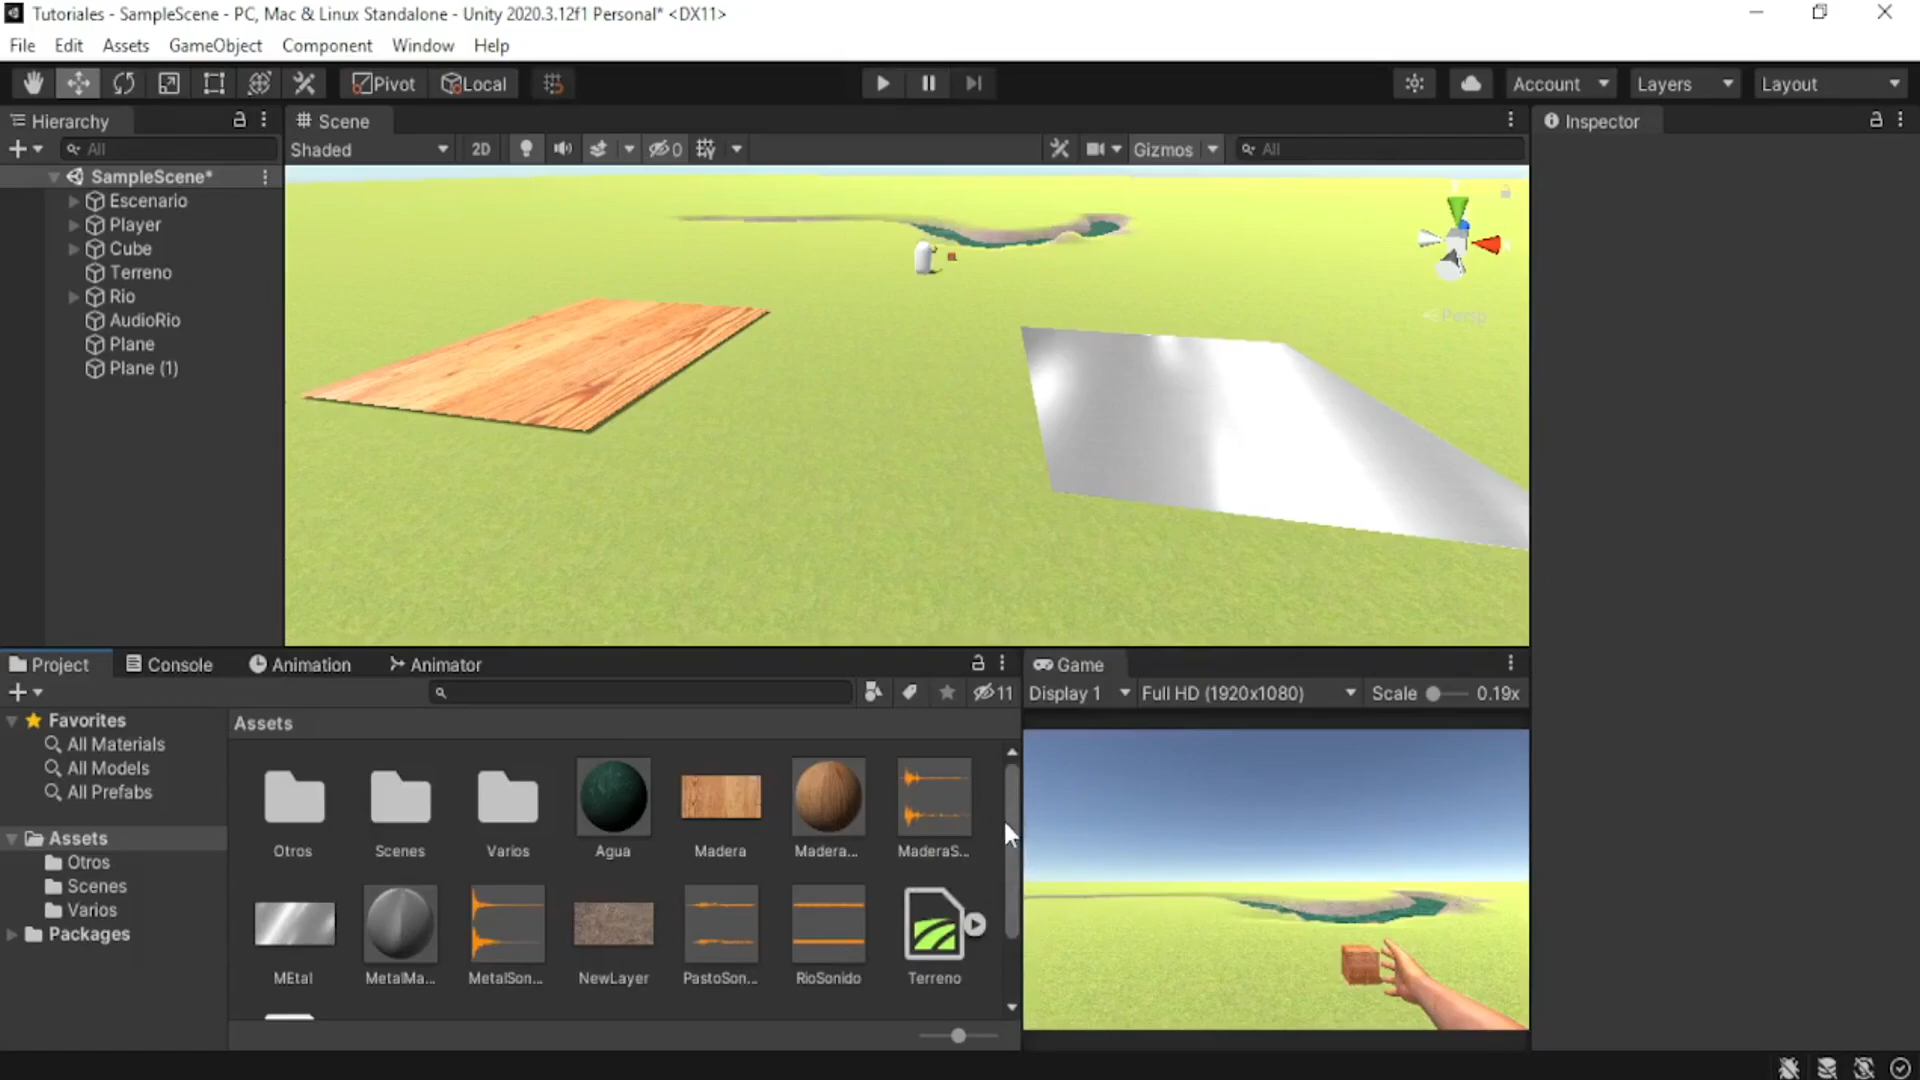 Tutoriales - SampleScene - PC, Mac & Linux Standalone - Unity 2020.3.12f1 Personal* <DX11>
File Edit Assets GameObject Component Window Help
Pivot Local Account Layers Layout
Hierarchy
All
SampleScene*
Escenario
Player
Cube
Terreno
Rio
AudioRio
Plane
Plane (1)
Scene
Shaded 2D 0 Gizmos All
Persp
Inspector
Project Console Animation Animator
11
Favorites
All Materials
All Models
All Prefabs
Assets
Otros
Scenes
Varios
Packages
Assets
Otros Scenes Varios Agua Madera Madera... MaderaS...
MEtal MetalMa... MetalSon... NewLayer PastoSon... RioSonido Terreno
Game
Display 1 Full HD (1920x1080) Scale 0.19x